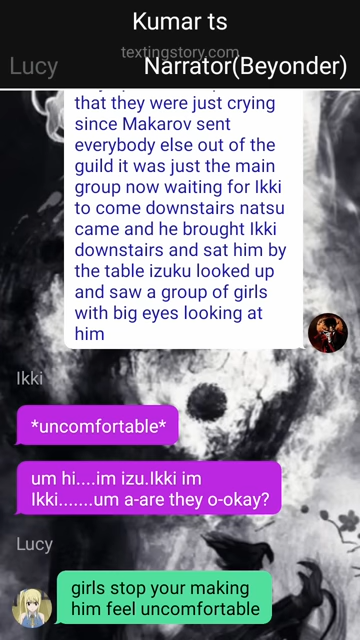 Kumar ts
textingstory.com
Lucy
Narrator(Beyonder)
that they were just crying
since Makarov sent
everybody else out of the
guild it was just the main
group now waiting for Ikki
to come downstairs natsu
came and he brought Ikki
downstairs and sat him by
the table izuku looked up
and saw a group of girls
with big eyes looking at
him
Ikki
*uncomfortable*
um hi....im izu.Ikki im
Ikki.......um a-are they o-okay?
Lucy
girls stop your making
him feel uncomfortable